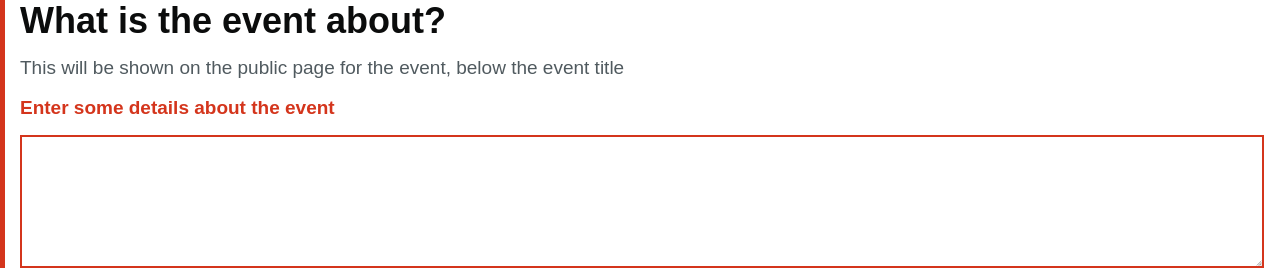 What is the event about?
This will be shown on the public page for the event, below the event title
Enter some details about the event